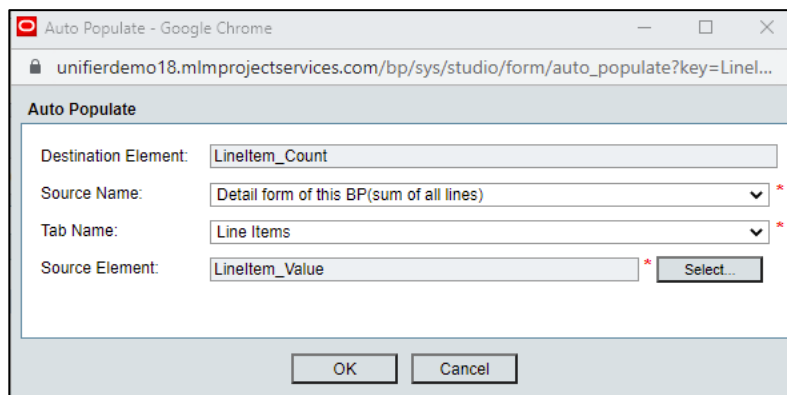 Auto Populate - Google Chrome
unifierdemo18.mlmprojectservices.com/bp/sys/studio/form/auto_populate?key=LineI...
Auto Populate
Destination Element: LineItem_Count
Source Name: Detail form of this BP(sum of all lines) *
Tab Name: Line Items *
Source Element: LineItem_Value * Select...
OK Cancel